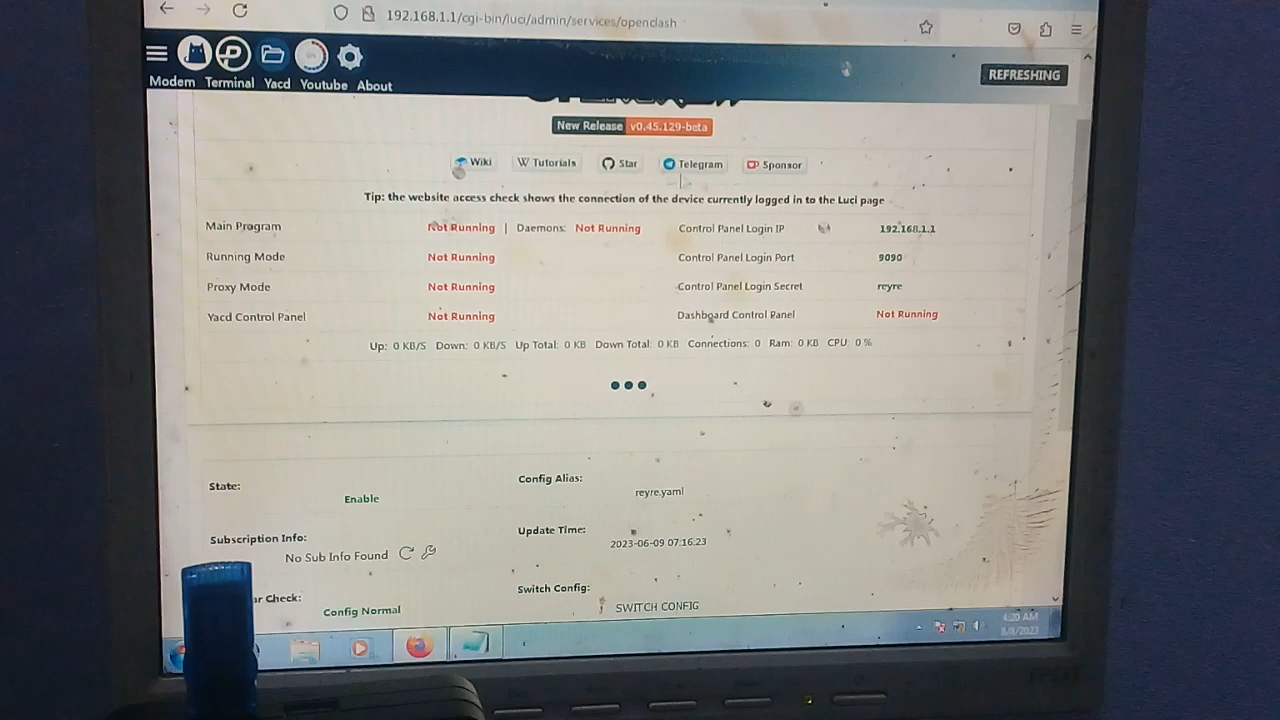 192.168.1.1/cgi-bin/luci/admin/services/openclash
Modem Terminal Yacd Youtube About
REFRESHING
New Release v0.45.129-beta
Wiki Tutorials Star Telegram Sponsor
Tip: the website access check shows the connection of the device currently logged in to the Luci page
Main Program Not Running | Daemons: Not Running Control Panel Login IP 192.168.1.1
Running Mode Not Running Control Panel Login Port 9090
Proxy Mode Not Running Control Panel Login Secret reyre
Yacd Control Panel Not Running Dashboard Control Panel Not Running
Up: 0 KB/S Down: 0 KB/S Up Total: 0 KB Down Total: 0 KB Connections: 0 Ram: 0 KB CPU: 0 %
State: Enable
Config Alias: reyre.yaml
Subscription Info: No Sub Info Found
Update Time: 2023-06-09 07:16:23
Check: Config Normal
Switch Config: SWITCH CONFIG
4:20 AM
8/8/2023